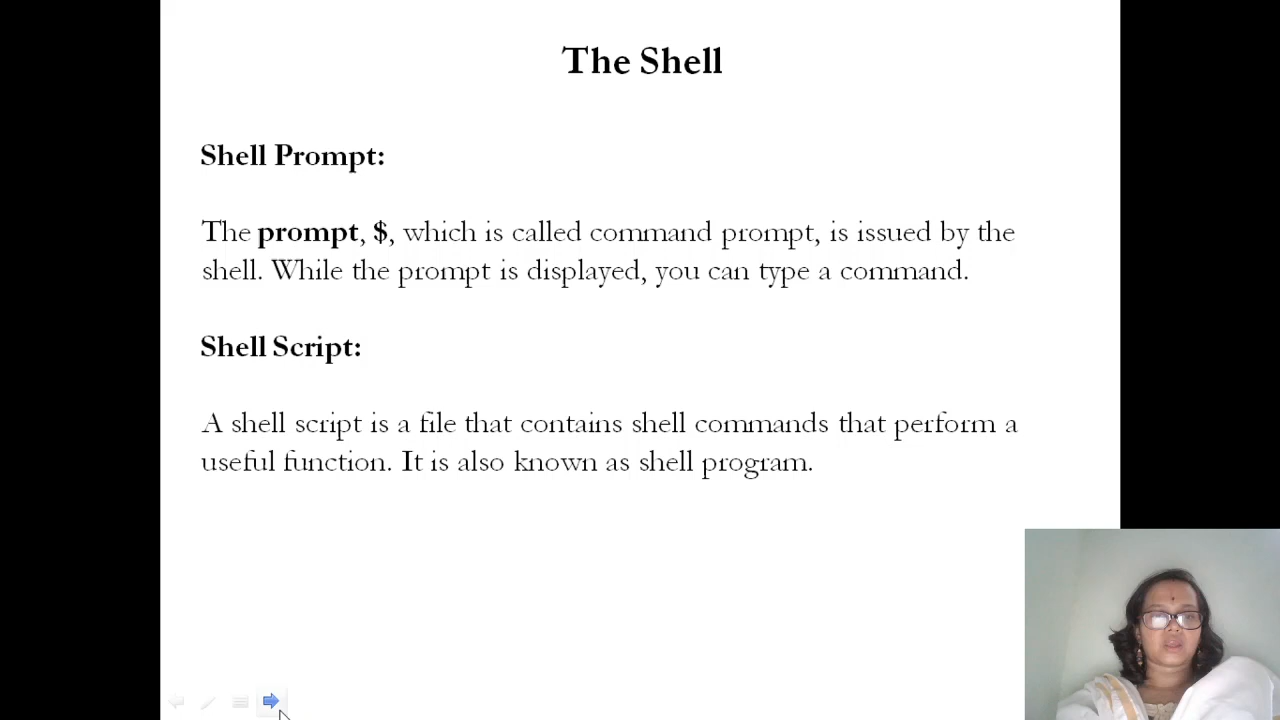 The Shell
Shell Prompt:
The prompt, $, which is called command prompt, is issued by the
shell. While the prompt is displayed, you can type a command.
Shell Script:
A shell script is a file that contains shell commands that perform a
useful function. It is also known as shell program.